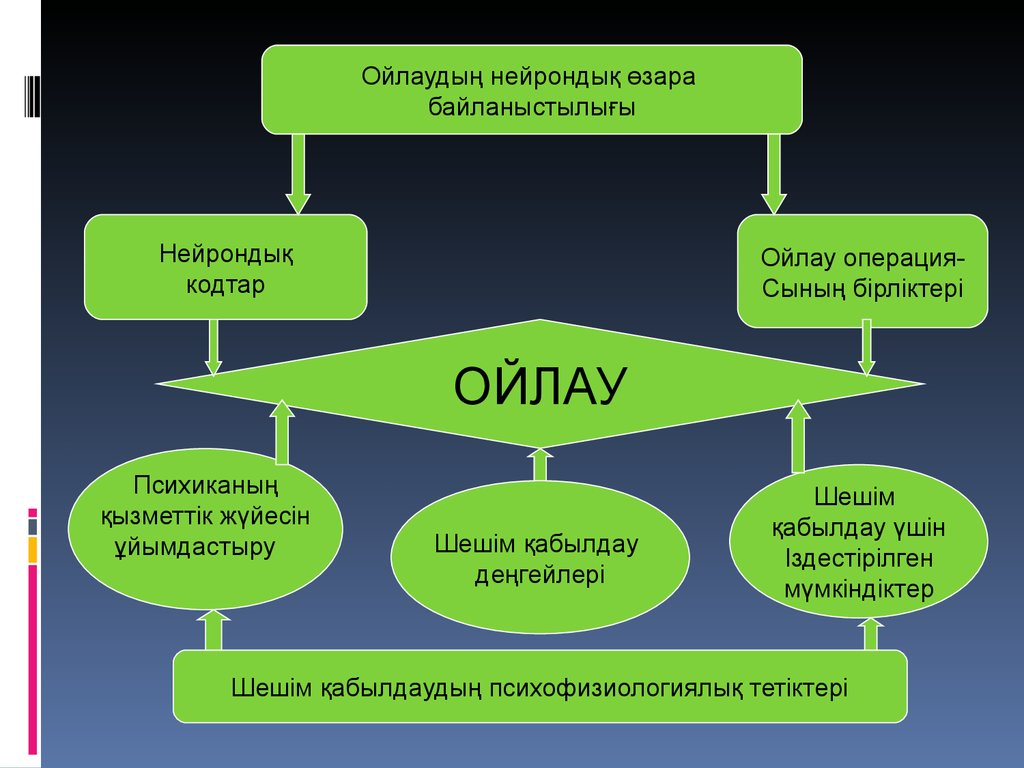 Ойлаудың нейрондық өзара
байланыстылығы
Нейрондық
кодтар
Ойлау операция-
Сының бірліктері
ОЙЛАУ
Психиканың
қызметтік жүйесін
ұйымдастыру
Шешім қабылдау
деңгейлері
Шешім
қабылдау үшін
Іздестірілген
мүмкіндіктер
Шешім қабылдаудың психофизиологиялық тетіктері